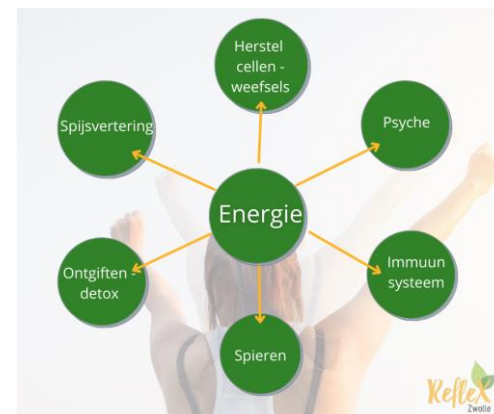 Herstel
cellen -
weefsels
Spijsvertering
Psyche
Energie
Ontgiften -
detox
Immuun
systeem
Spieren
Reflex
Zwolle